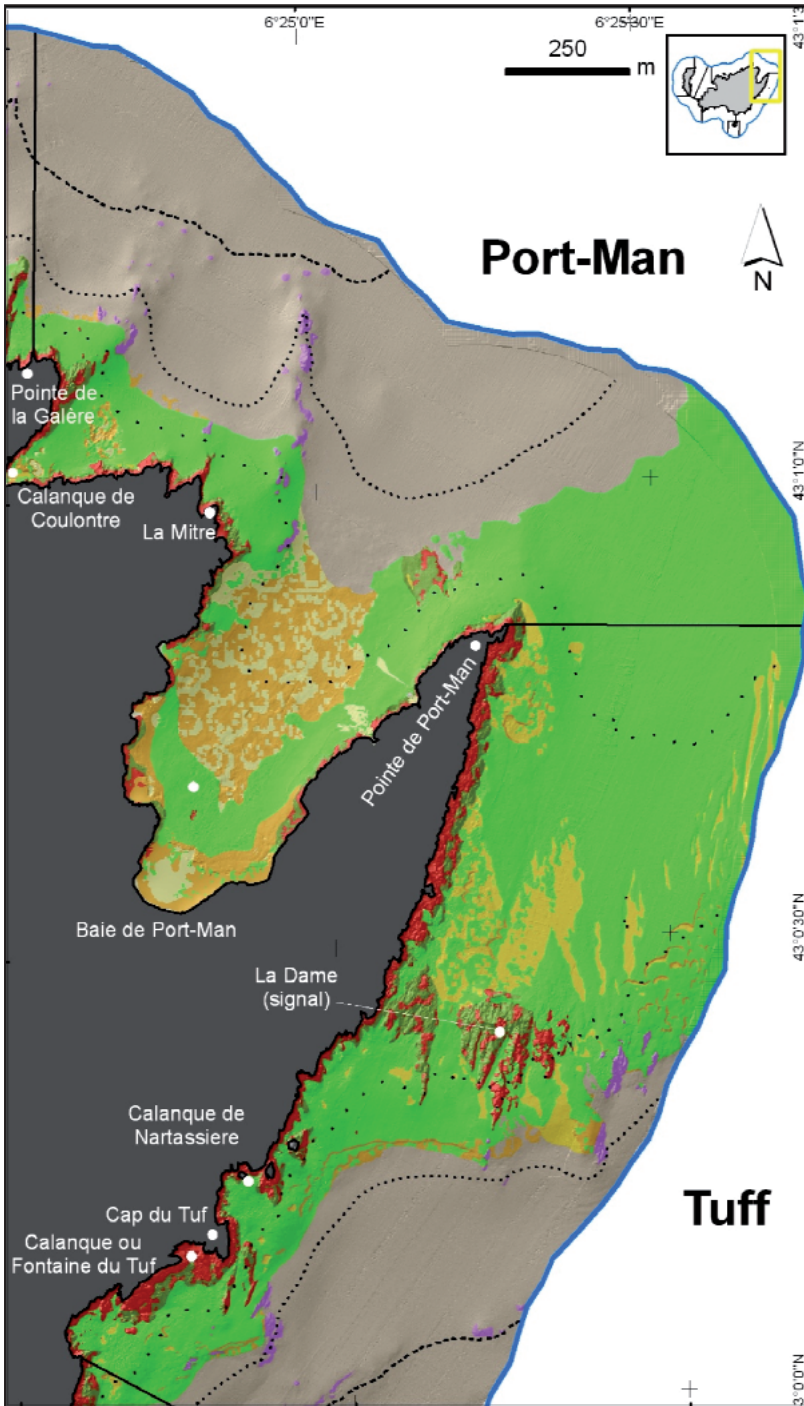 6°25'0"E
6°25'30"E
43°1'3
250
m
Port-Man
N
Pointe de
la Galère
43°1'0"N
Calanque de
Coulontre
La Mitre
Pointe de Port-Man
Baie de Port-Man
43°0'30"N
La Dame
(signal)
Calanque de
Nartassiere
Cap du Tuf
Tuff
Calanque ou
Fontaine du Tuf
3°0'0"N